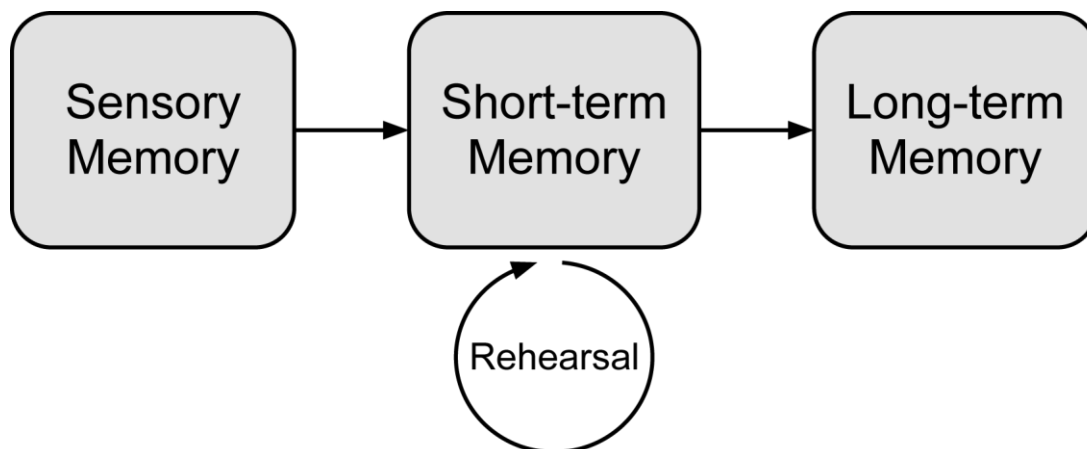 Sensory
Memory
Short-term
Memory
Long-term
Memory
Rehearsal